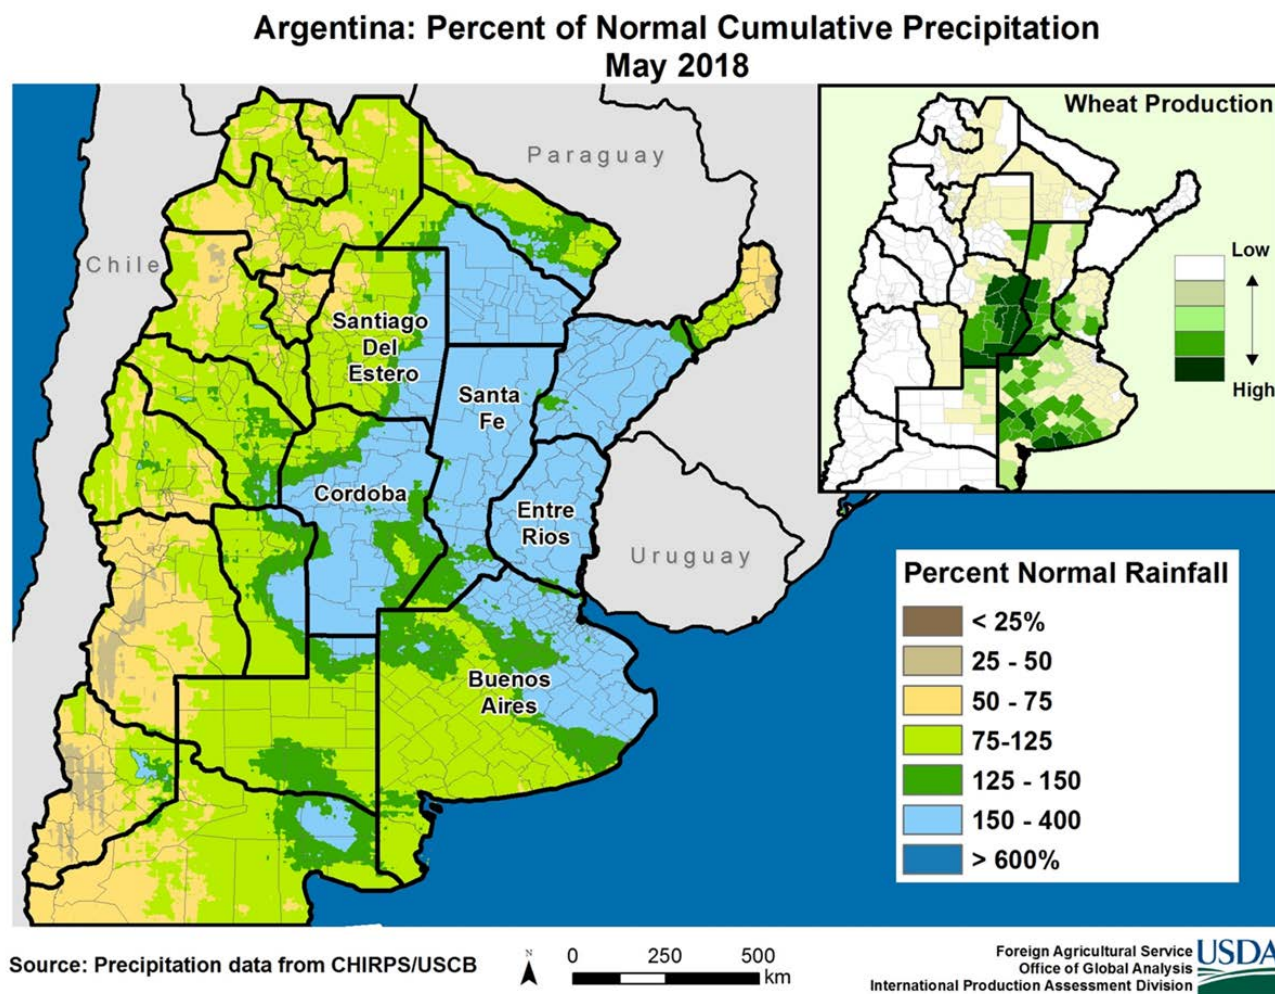 Argentina: Percent of Normal Cumulative Precipitation
May 2018
Wheat Production
Low
High
Paraguay
Chile
Santiago
Del
Estero
Santa
Fe
Cordoba
Entre
Rios
Uruguay
Buenos
Aires
Percent Normal Rainfall
< 25%
25 - 50
50 - 75
75-125
125 - 150
150 - 400
> 600%
Source: Precipitation data from CHIRPS/USCB
N
0 250 500
km
Foreign Agricultural Service
Office of Global Analysis
International Production Assessment Division
USDA